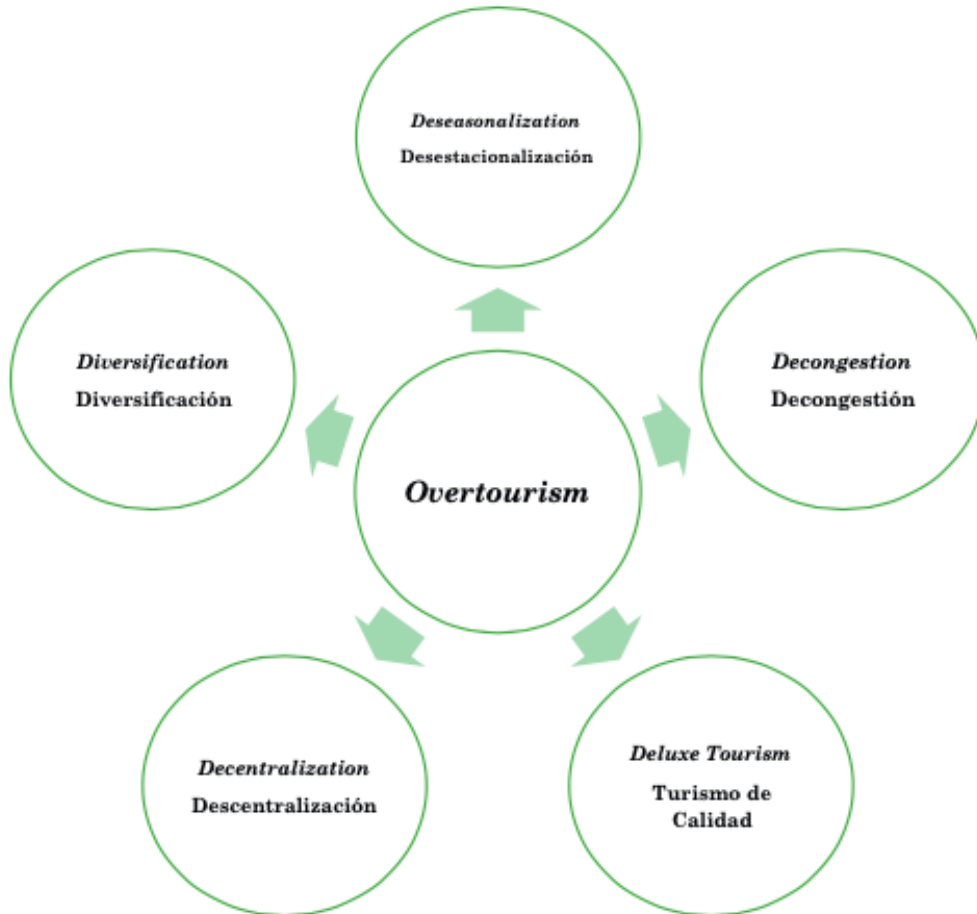 Deseasonalization
Desestacionalización
Diversification
Diversificación
Decongestion
Decongestión
Overtourism
Decentralization
Descentralización
Deluxe Tourism
Turismo de
Calidad